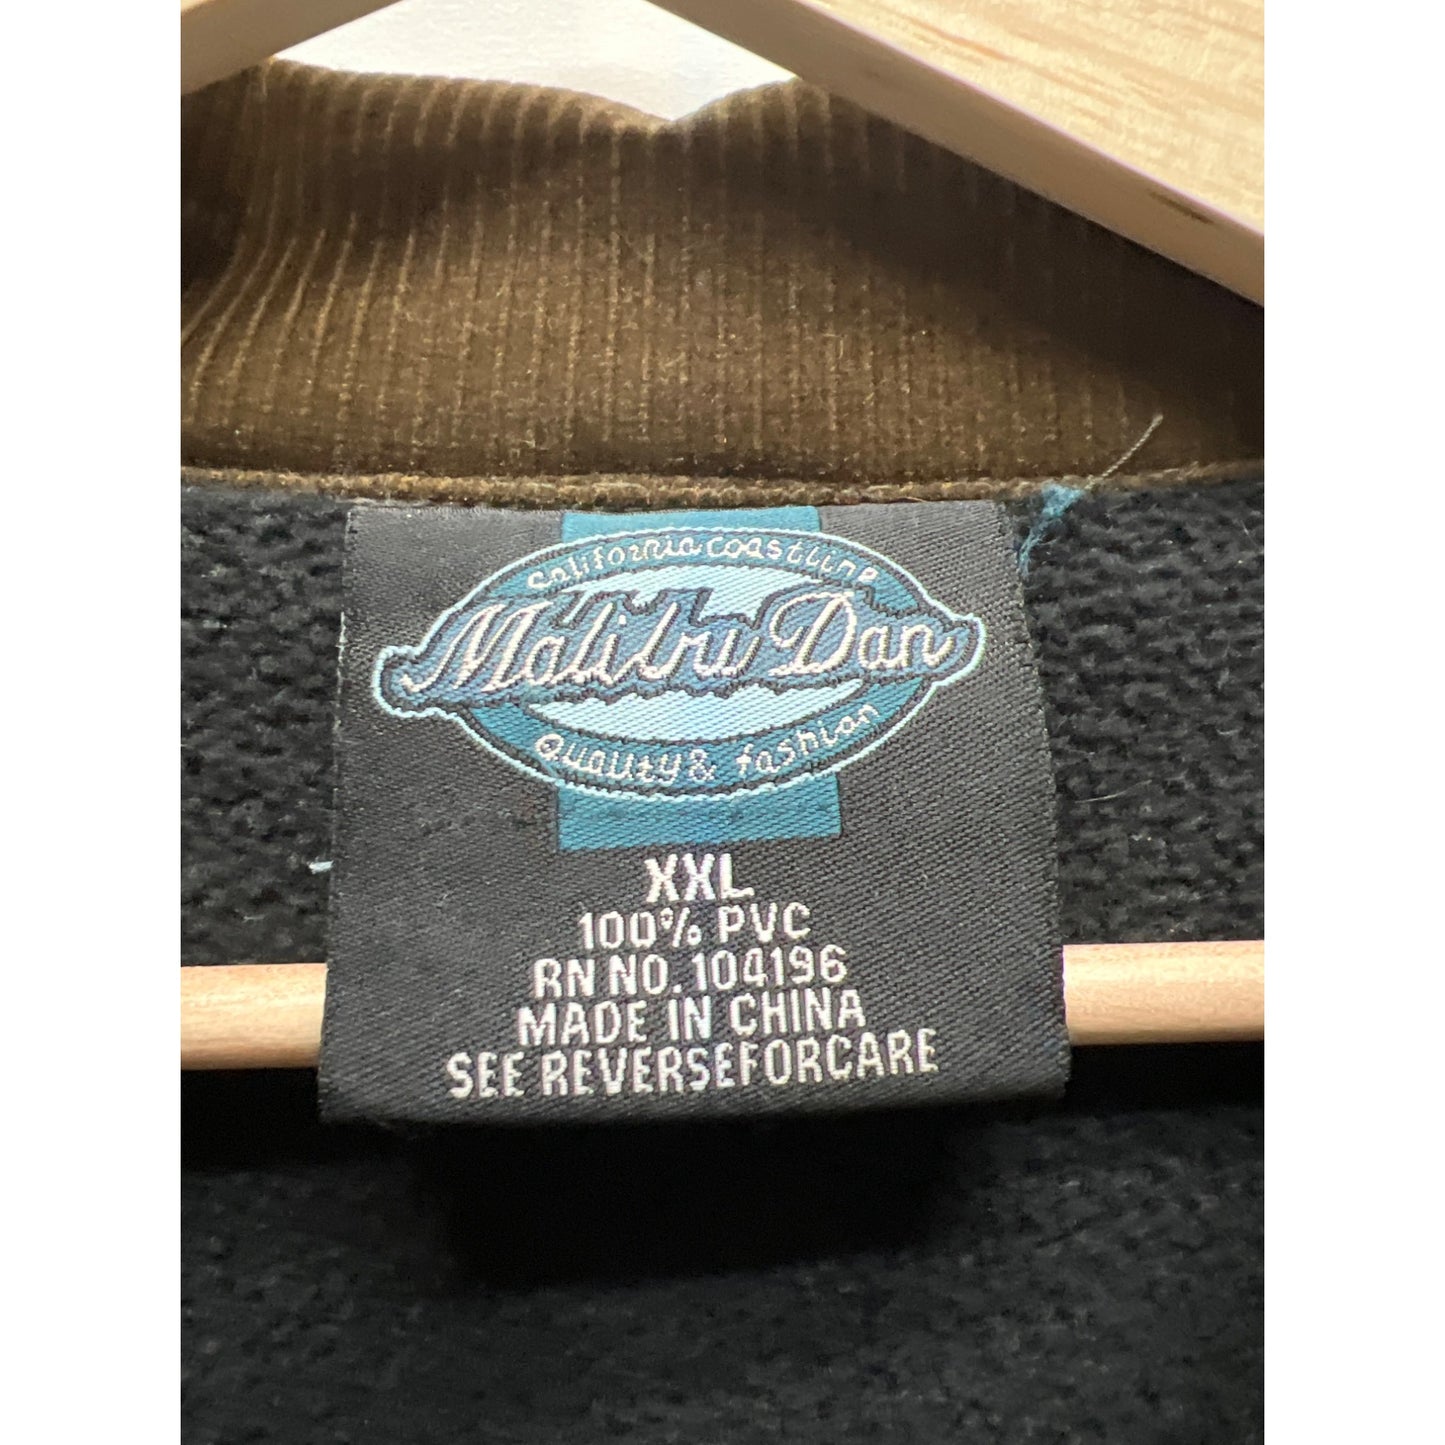 California coastline
Malibu Dan
Quality & fashion
XXL
100% PVC
RN NO. 104196
MADE IN CHINA
SEE REVERSEFORCARE